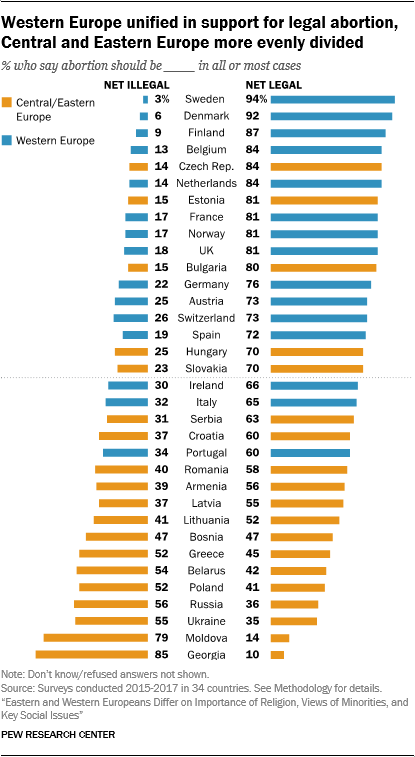 Western Europe unified in support for legal abortion,
Central and Eastern Europe more evenly divided
% who say abortion should be _____ in all or most cases
NET ILLEGAL NET LEGAL
Central/Eastern
Europe
Western Europe
3% Sweden 94%
6 Denmark 92
9 Finland 87
13 Belgium 84
14 Czech Rep. 84
14 Netherlands 84
15 Estonia 81
17 France 81
17 Norway 81
18 UK 81
15 Bulgaria 80
22 Germany 76
25 Austria 73
26 Switzerland 73
19 Spain 72
25 Hungary 70
23 Slovakia 70
30 Ireland 66
32 Italy 65
31 Serbia 63
37 Croatia 60
34 Portugal 60
40 Romania 58
39 Armenia 56
37 Latvia 55
41 Lithuania 52
47 Bosnia 47
52 Greece 45
54 Belarus 42
52 Poland 41
56 Russia 36
55 Ukraine 35
79 Moldova 14
85 Georgia 10
Note: Don't know/refused answers not shown.
Source: Surveys conducted 2015-2017 in 34 countries. See Methodology for details.
"Eastern and Western Europeans Differ on Importance of Religion, Views of Minorities, and
Key Social Issues"
PEW RESEARCH CENTER